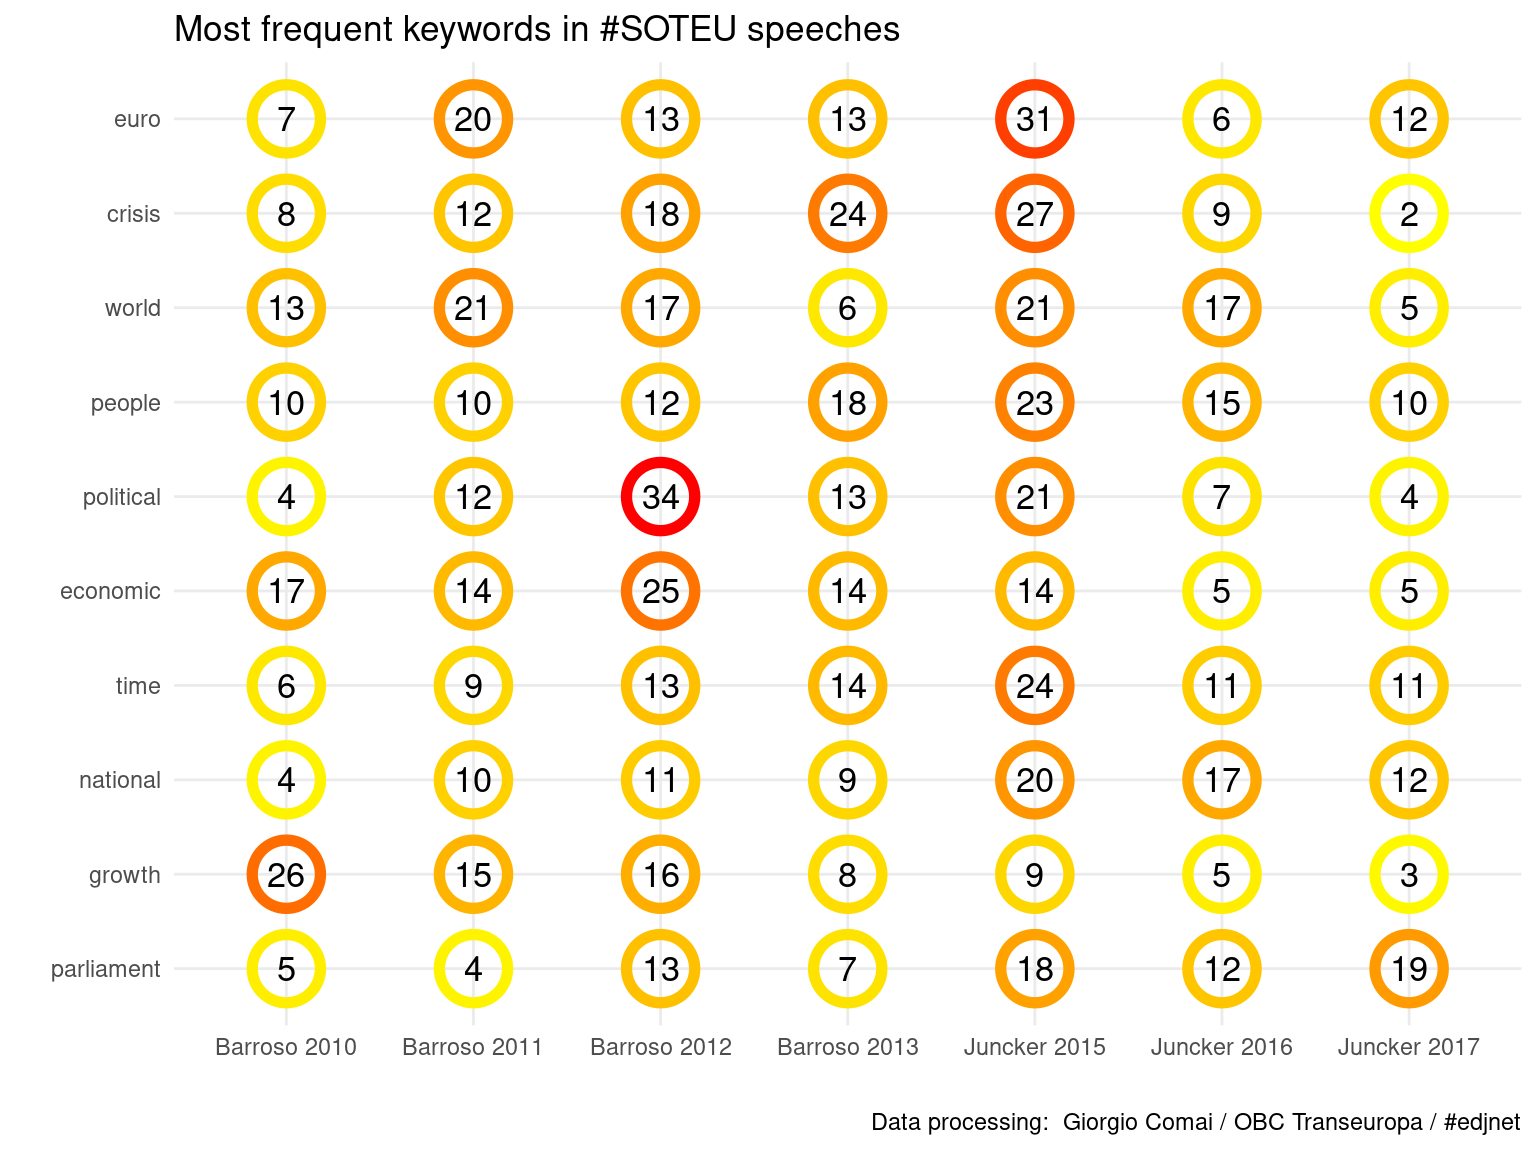 Most frequent keywords in #SOTEU speeches
euro 7 20 13 13 31 6 12
crisis 8 12 18 24 27 9 2
world 13 21 17 6 21 17 5
people 10 10 12 18 23 15 10
political 4 12 34 13 21 7 4
economic 17 14 25 14 14 5 5
time 6 9 13 14 24 11 11
national 4 10 11 9 20 17 12
growth 26 15 16 8 9 5 3
parliament 5 4 13 7 18 12 19
Barroso 2010 Barroso 2011 Barroso 2012 Barroso 2013 Juncker 2015 Juncker 2016 Juncker 2017
Data processing:  Giorgio Comai / OBC Transeuropa / #edjnet